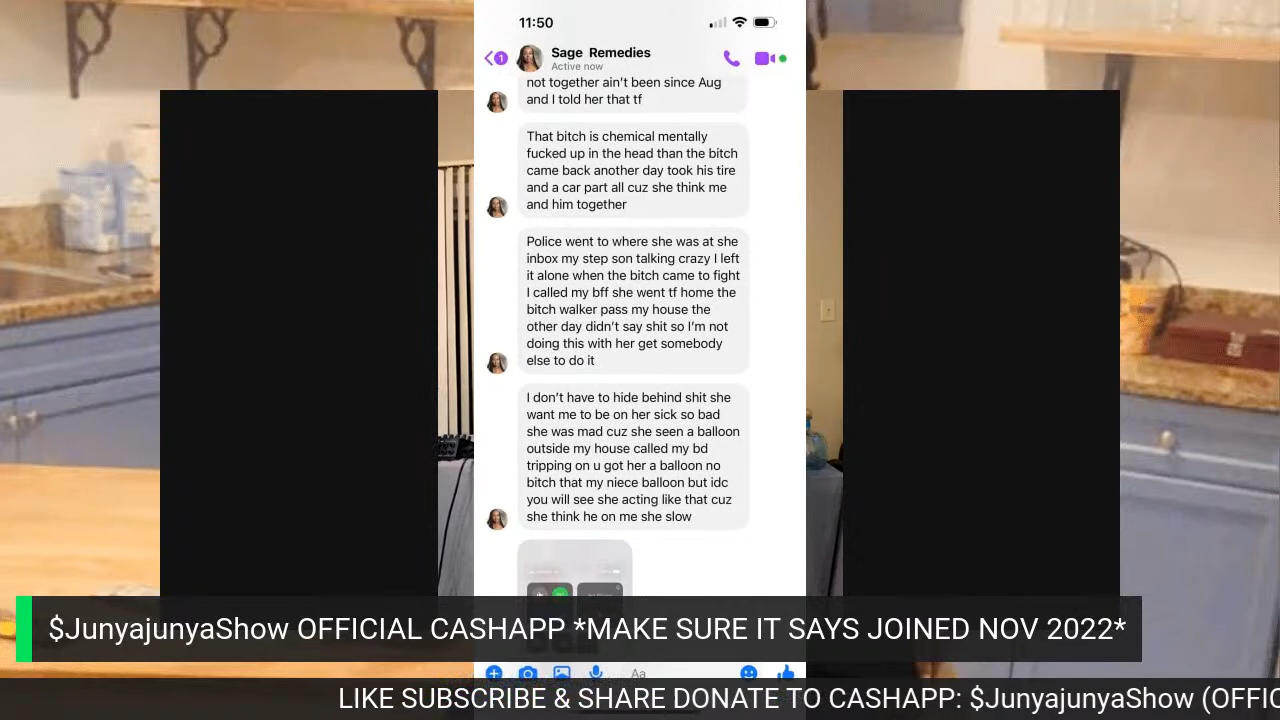 11:50
1
Sage Remedies
Active now
not together ain't been since Aug
and I told her that tf
That bitch is chemical mentally
fucked up in the head than the bitch
came back another day took his tire
and a car part all cuz she think me
and him together
Police went to where she was at she
inbox my step son talking crazy I left
it alone when the bitch came to fight
I called my bff she went tf home the
bitch walker pass my house the
other day didn't say shit so I'm not
doing this with her get somebody
else to do it
I don't have to hide behind shit she
want me to be on her sick so bad
she was mad cuz she seen a balloon
outside my house called my bd
tripping on u got her a balloon no
bitch that my niece balloon but idc
you will see she acting like that cuz
she think he on me she slow
$JunyajunyaShow OFFICIAL CASHAPP *MAKE SURE IT SAYS JOINED NOV 2022*
Aa
LIKE SUBSCRIBE & SHARE DONATE TO CASHAPP: $JunyajunyaShow (OFFIC